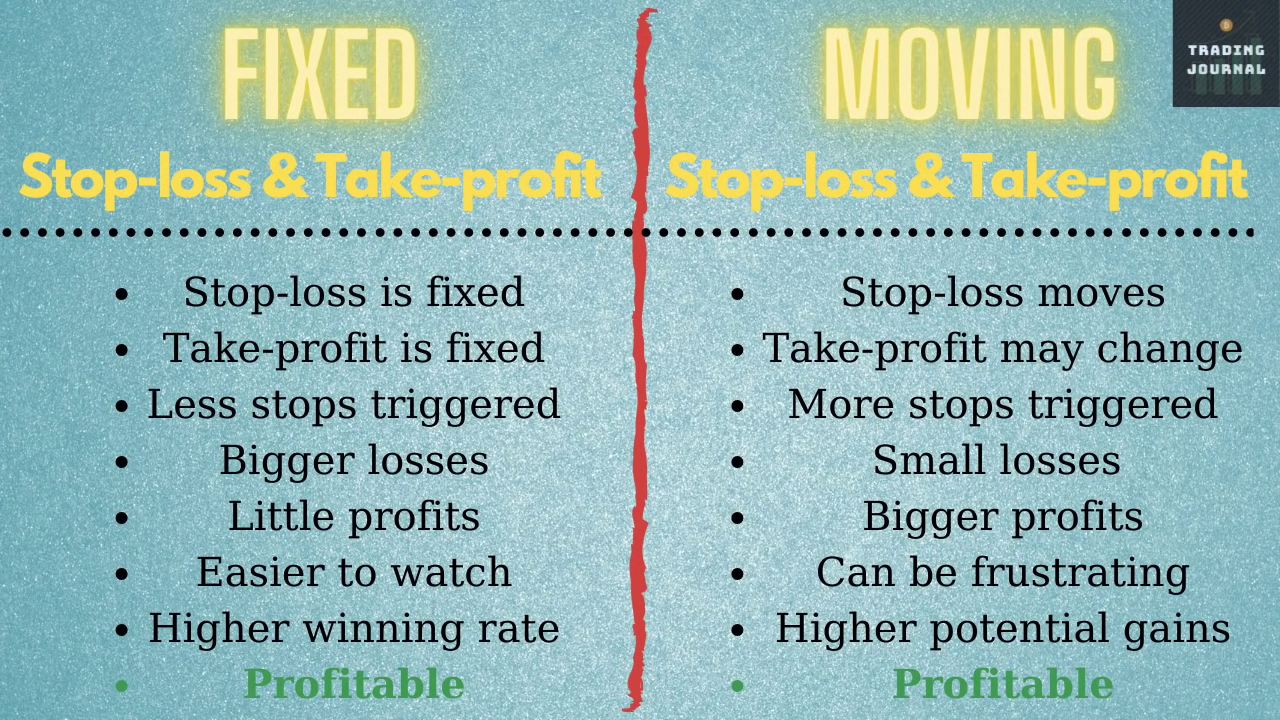 FIXED
Stop-loss & Take-profit
• Stop-loss is fixed
• Take-profit is fixed
• Less stops triggered
• Bigger losses
• Little profits
• Easier to watch
• Higher winning rate
• Profitable
MOVING
Stop-loss & Take-profit
• Stop-loss moves
• Take-profit may change
• More stops triggered
• Small losses
• Bigger profits
• Can be frustrating
• Higher potential gains
• Profitable
TRADING
JOURNAL